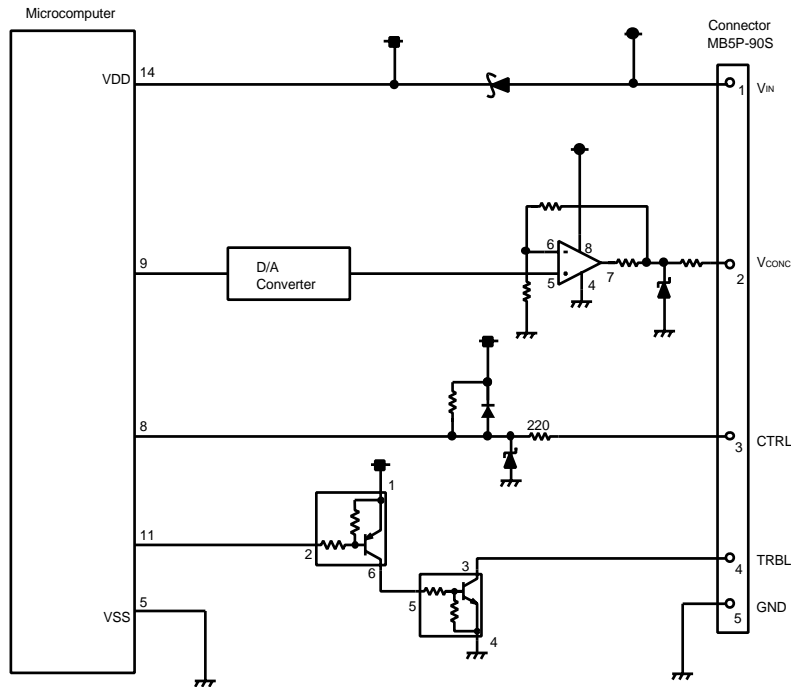 Microcomputer
Connector
MB5P-90S
VDD
14
1
VIN
8
6
-
5
4
7
9
D/A
Converter
2
VCONC
8
220
3
CTRL
1
11
2
6
3
5
4
4
TRBL
VSS
5
5
GND